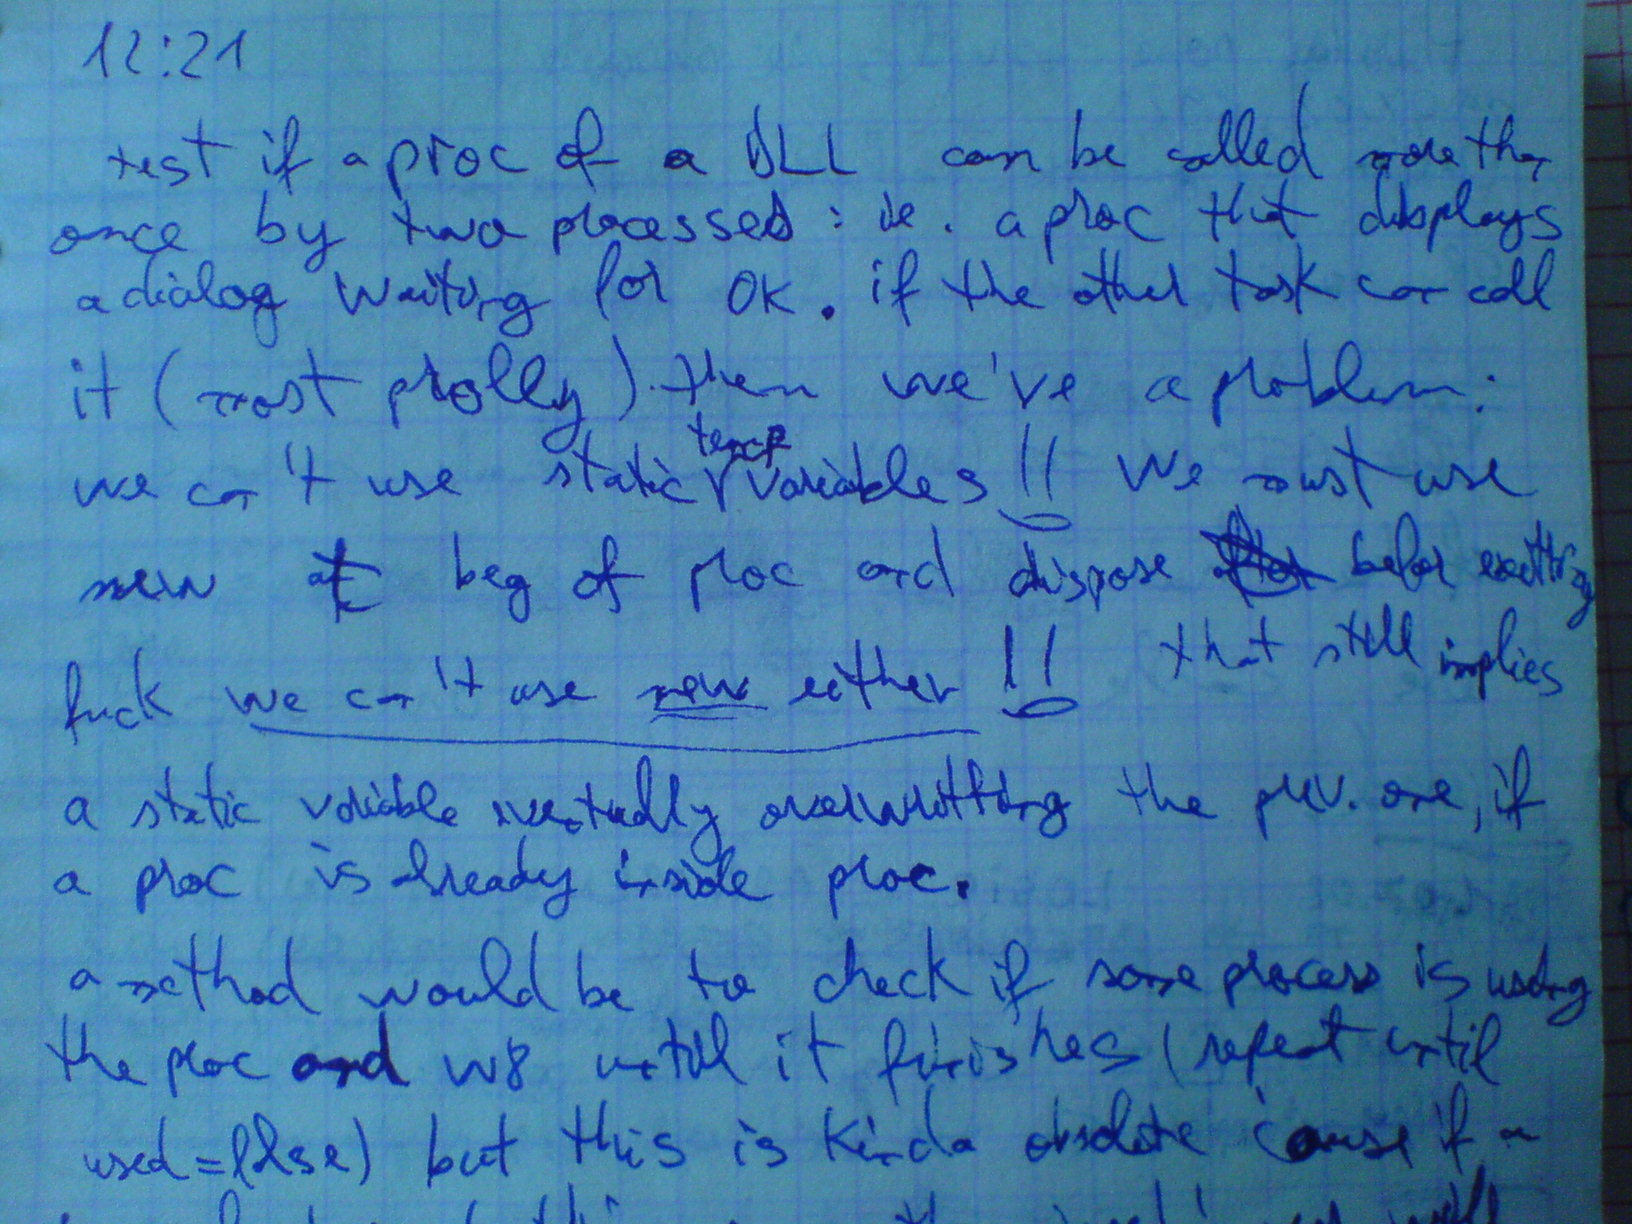 12:21
test if a proc of a DLL can be called more than
once by two processes : ie. a proc that displays
a dialog waiting for OK. if the other task can call
it (most prolly) then we've a problem:
we can't use static temp variables !! We must use
new at beg of proc and dispose before exitting
fuck we can't use new either !! that still implies
a static variable eventually overwritting the prev. one, if
a proc is already inside proc.
a method would be to check if some process is using
the proc and w8 until it finishes (repeat until
used=false) but this is kinda obsolete 'cause if a